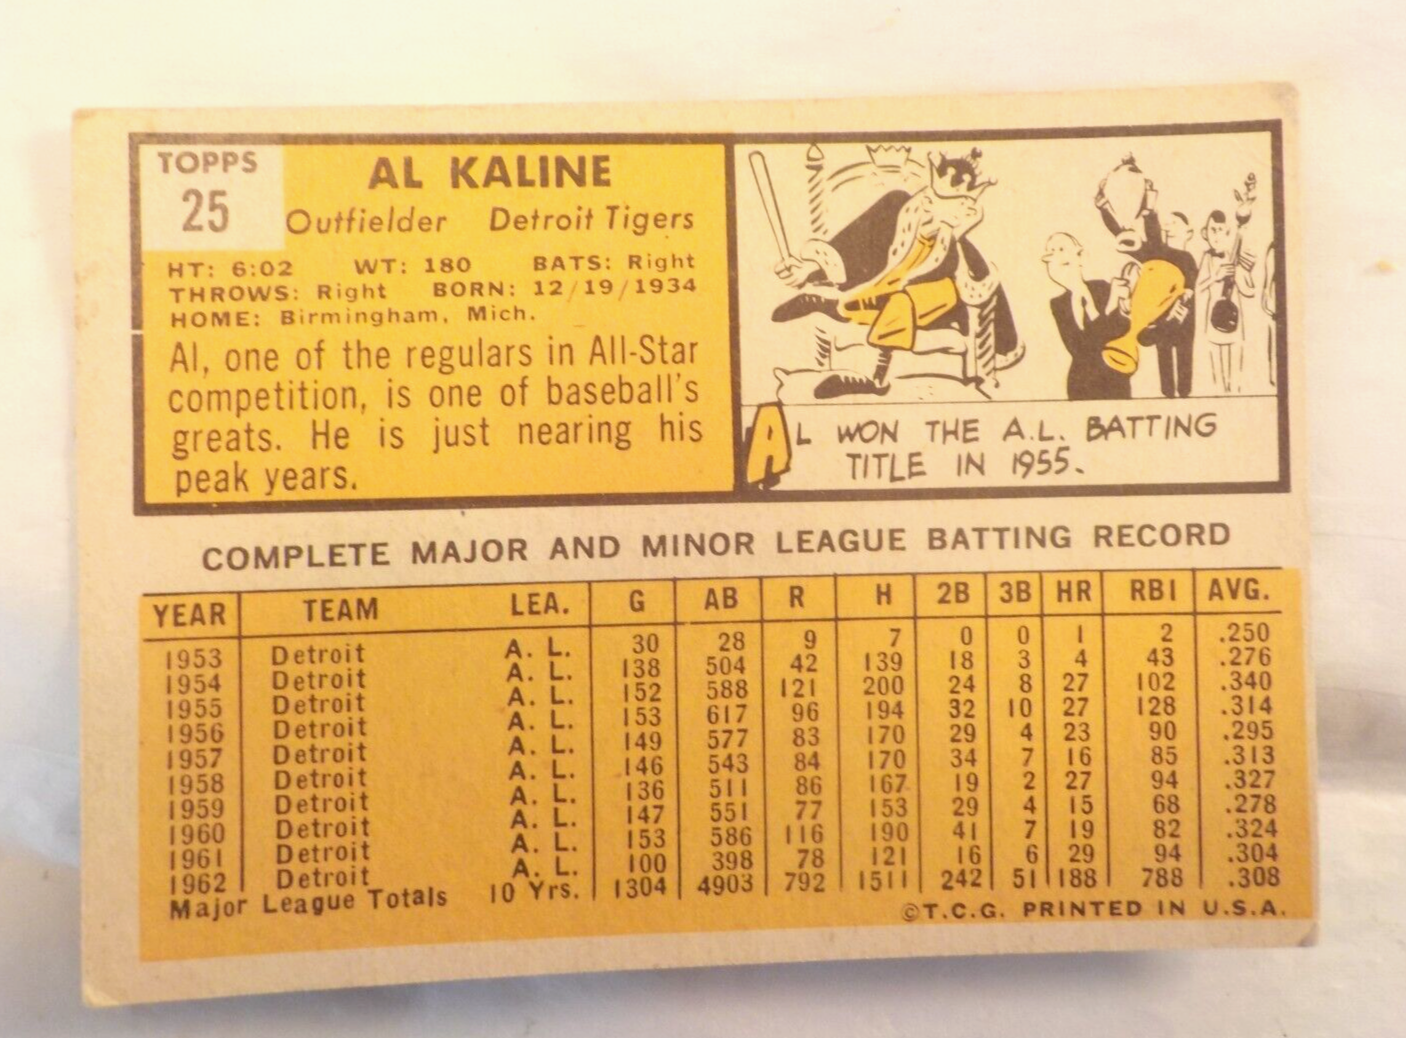 TOPPS
25
AL KALINE
Outfielder Detroit Tigers
HT: 6:02 WT: 180 BATS: Right
THROWS: Right BORN: 12/19/1934
HOME: Birmingham, Mich.
Al, one of the regulars in All-Star
competition, is one of baseball's
greats. He is just nearing his
peak years.
AL WON THE A.L. BATTING
TITLE IN 1955.
COMPLETE MAJOR AND MINOR LEAGUE BATTING RECORD
YEAR TEAM LEA. G AB R H 2B 3B HR RBI AVG.
1953 Detroit A. L. 30 28 9 7 0 0 1 2 .250
1954 Detroit A. L. 138 504 42 139 18 3 4 43 .276
1955 Detroit A. L. 152 588 121 200 24 8 27 102 .340
1956 Detroit A. L. 153 617 96 194 32 10 27 128 .314
1957 Detroit A. L. 149 577 83 170 29 4 23 90 .295
1958 Detroit A. L. 146 543 84 170 34 7 16 85 .313
1959 Detroit A. L. 136 511 86 167 19 2 27 94 .327
1960 Detroit A. L. 147 551 77 153 29 4 15 68 .278
1961 Detroit A. L. 153 586 116 190 41 7 19 82 .324
1962 Detroit A. L. 100 398 78 121 16 6 29 94 .304
Major League Totals 10 Yrs. 1304 4903 792 1511 242 51 188 788 .308
©T.C.G. PRINTED IN U.S.A.